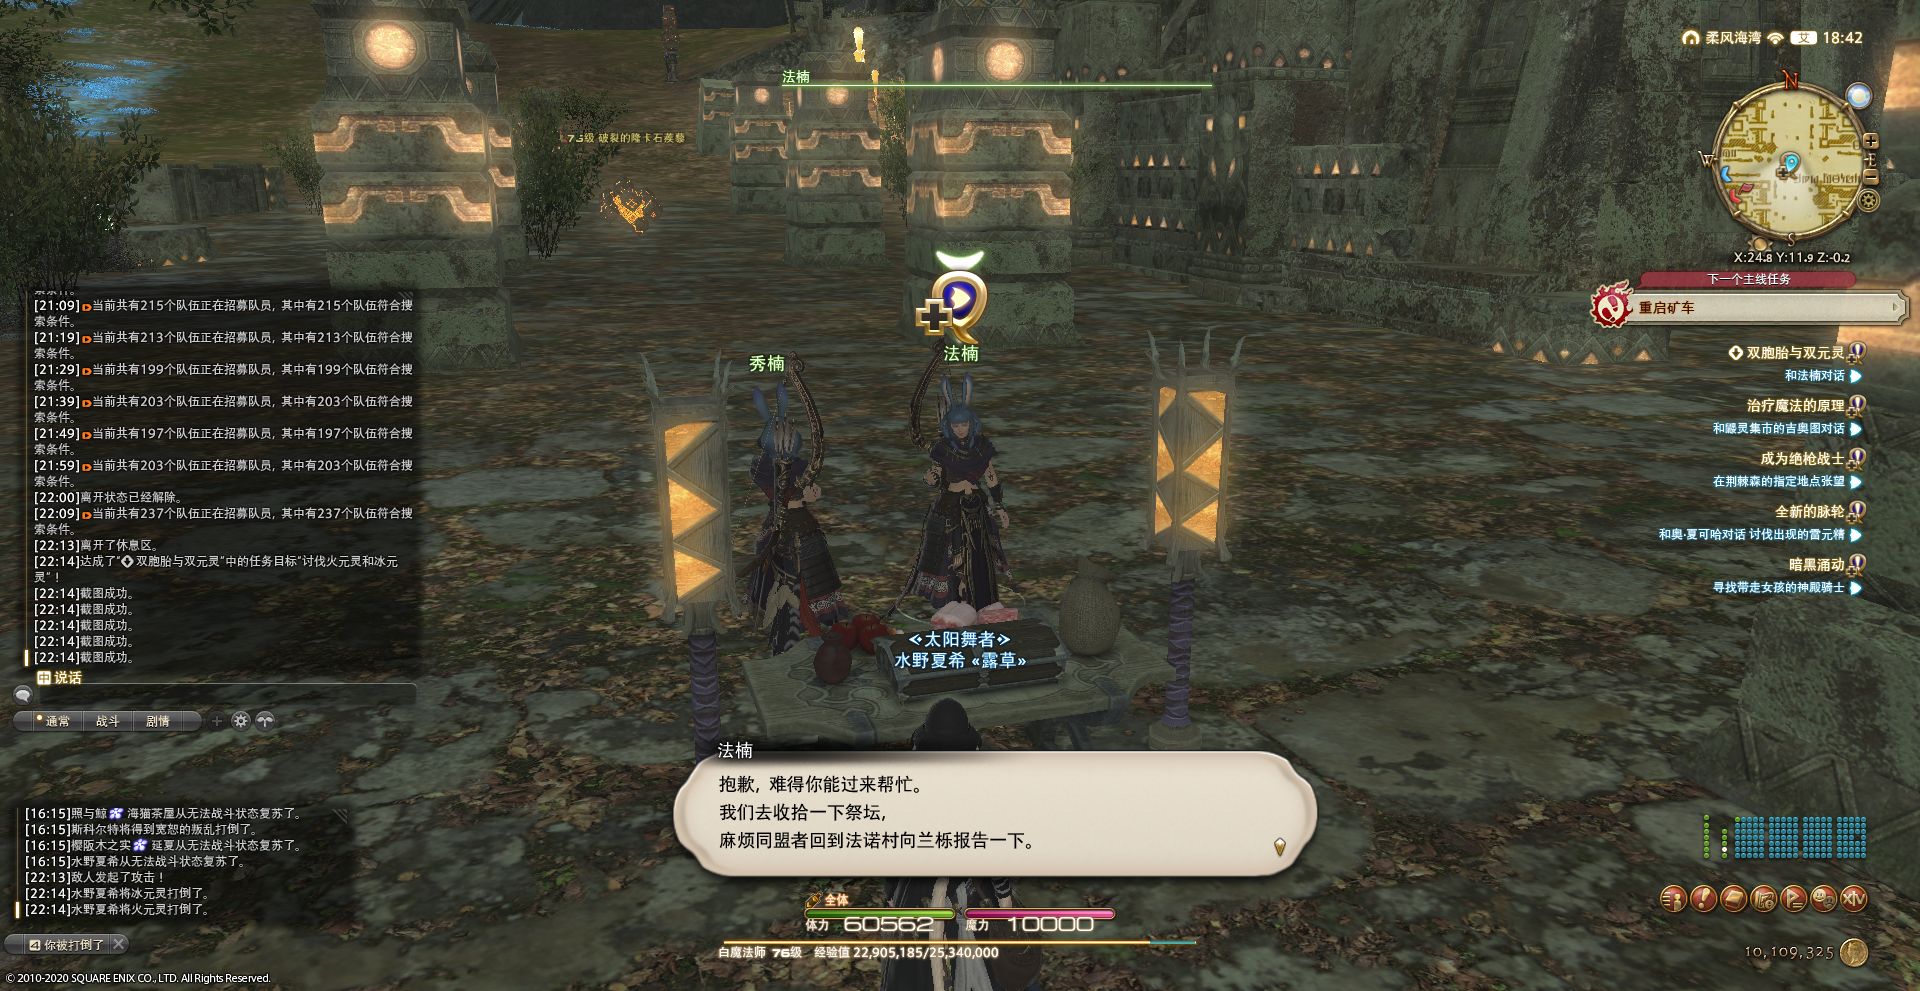 柔风海湾 艾 18:42
法楠
75级 破裂的隆卡石蒺藜
N
W
E
S
X:24.8 Y:11.9 Z:-0.2
下一个主线任务
重启矿车
双胞胎与双元灵
和法楠对话
治疗魔法的原理
和鼹灵集市的吉奥图对话
成为绝枪战士
在荆棘森的指定地点张望
全新的脉轮
和奥·夏可哈对话 讨伐出现的雷元精
暗黑涌动
寻找带走女孩的神殿骑士
秀楠
法楠
索条件。
[21:09]当前共有215个队伍正在招募队员, 其中有215个队伍符合搜
索条件。
[21:19]当前共有213个队伍正在招募队员, 其中有213个队伍符合搜
索条件。
[21:29]当前共有199个队伍正在招募队员, 其中有199个队伍符合搜
索条件。
[21:39]当前共有203个队伍正在招募队员, 其中有203个队伍符合搜
索条件。
[21:49]当前共有197个队伍正在招募队员, 其中有197个队伍符合搜
索条件。
[21:59]当前共有203个队伍正在招募队员, 其中有203个队伍符合搜
索条件。
[22:00]离开状态已经解除。
[22:09]当前共有237个队伍正在招募队员, 其中有237个队伍符合搜
索条件。
[22:13]离开了休息区。
[22:14]达成了“双胞胎与双元灵”中的任务目标“讨伐火元灵和冰元
灵”！
[22:14]截图成功。
[22:14]截图成功。
[22:14]截图成功。
[22:14]截图成功。
[22:14]截图成功。
说话
通常 战斗 剧情
太阳舞者
水野夏希 «露草»
法楠
抱歉, 难得你能过来帮忙。
我们去收拾一下祭坛,
麻烦同盟者回到法诺村向兰栎报告一下。
[16:15]照与鲸 海猫茶屋从无法战斗状态复苏了。
[16:15]斯科尔特将得到宽恕的叛乱打倒了。
[16:15]樱阪木之实 延夏从无法战斗状态复苏了。
[16:15]水野夏希从无法战斗状态复苏了。
[22:13]敌人发起了攻击！
[22:14]水野夏希将冰元灵打倒了。
[22:14]水野夏希将火元灵打倒了。
4 你被打倒了
全体
体力 60562 魔力 10000
白魔法师 76级 经验值 22,905,185/25,340,000
XIV
10,109,325
© 2010-2020 SQUARE ENIX CO., LTD. All Rights Reserved.